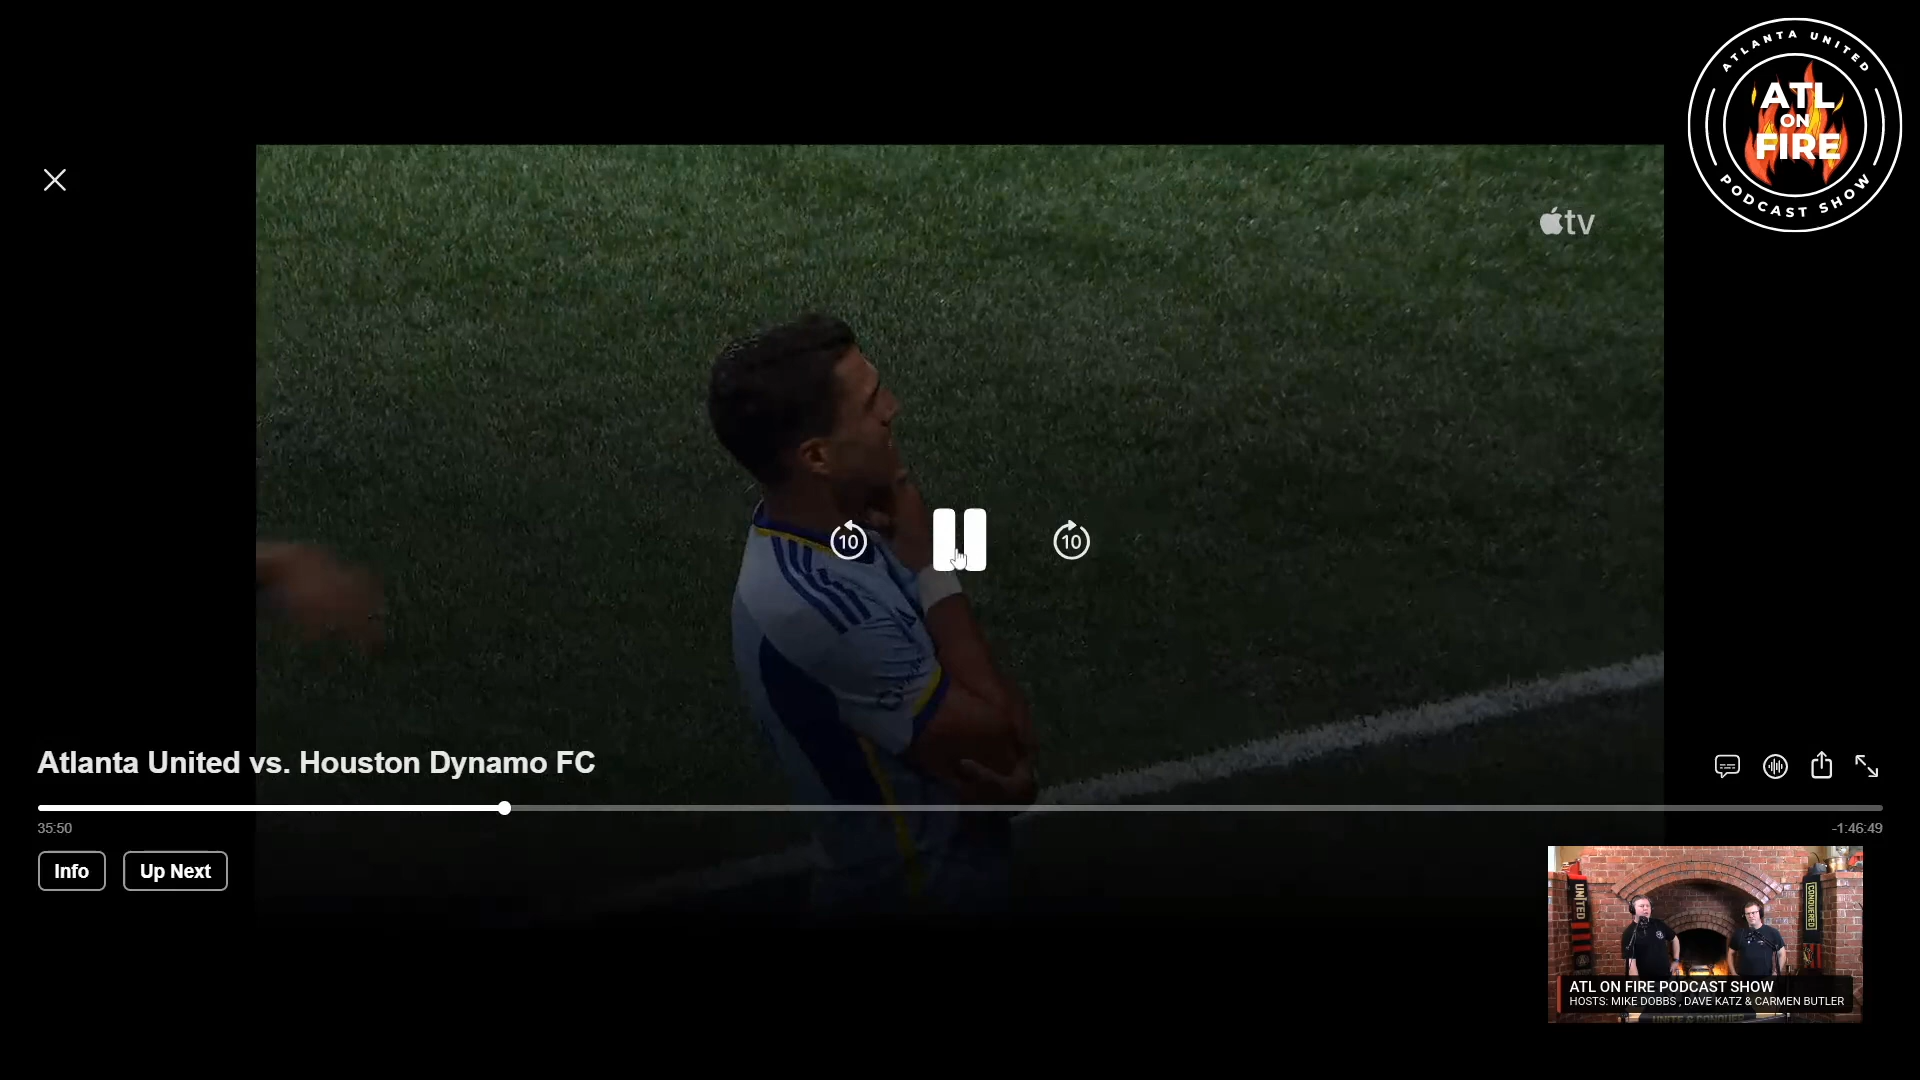 ATLANTA UNITED
ATL
ON
FIRE
PODCAST SHOW
tv
10
10
Atlanta United vs. Houston Dynamo FC
35:50
-1:46:49
Info
Up Next
UNITED
CONQUERED
ATL ON FIRE PODCAST SHOW
HOSTS: MIKE DOBBS , DAVE KATZ & CARMEN BUTLER
UNITE & CONQUER